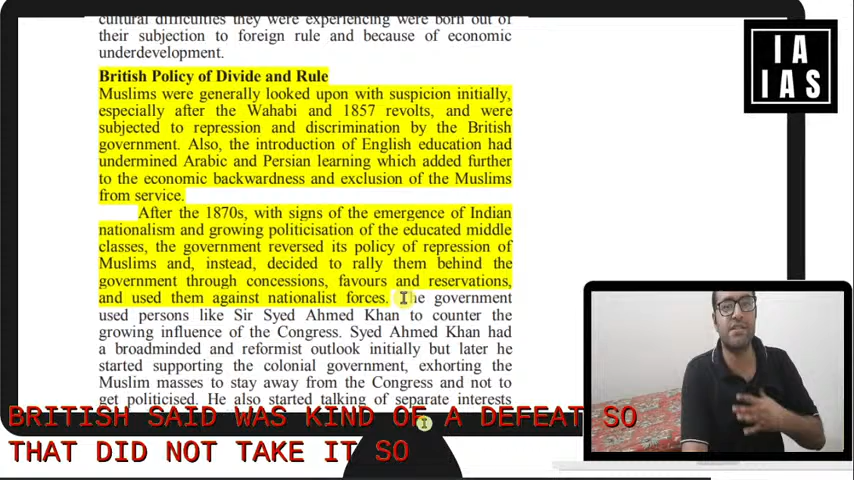 cultural difficulties they were experiencing were born out of
their subjection to foreign rule and because of economic
underdevelopment.
British Policy of Divide and Rule
Muslims were generally looked upon with suspicion initially,
especially after the Wahabi and 1857 revolts, and were
subjected to repression and discrimination by the British
government. Also, the introduction of English education had
undermined Arabic and Persian learning which added further
to the economic backwardness and exclusion of the Muslims
from service.
After the 1870s, with signs of the emergence of Indian
nationalism and growing politicisation of the educated middle
classes, the government reversed its policy of repression of
Muslims and, instead, decided to rally them behind the
government through concessions, favours and reservations,
and used them against nationalist forces. The government
used persons like Sir Syed Ahmed Khan to counter the
growing influence of the Congress. Syed Ahmed Khan had
a broadminded and reformist outlook initially but later he
started supporting the colonial government, exhorting the
Muslim masses to stay away from the Congress and not to
get politicised. He also started talking of separate interests
IA
IAS
BRITISH SAID WAS KIND OF A DEFEAT SO
THAT DID NOT TAKE IT SO